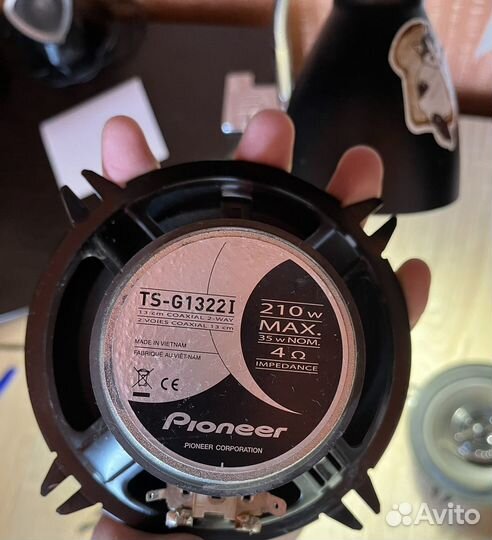 TS-G1322I
13 cm COAXIAL 2-WAY
2 VOIES COAXIAL 13 cm
MADE IN VIETNAM
FABRIQUE AU VIET-NAM
CE
210 W
MAX.
35 W NOM.
4 Ω
IMPEDANCE
Pioneer
PIONEER CORPORATION
Avito